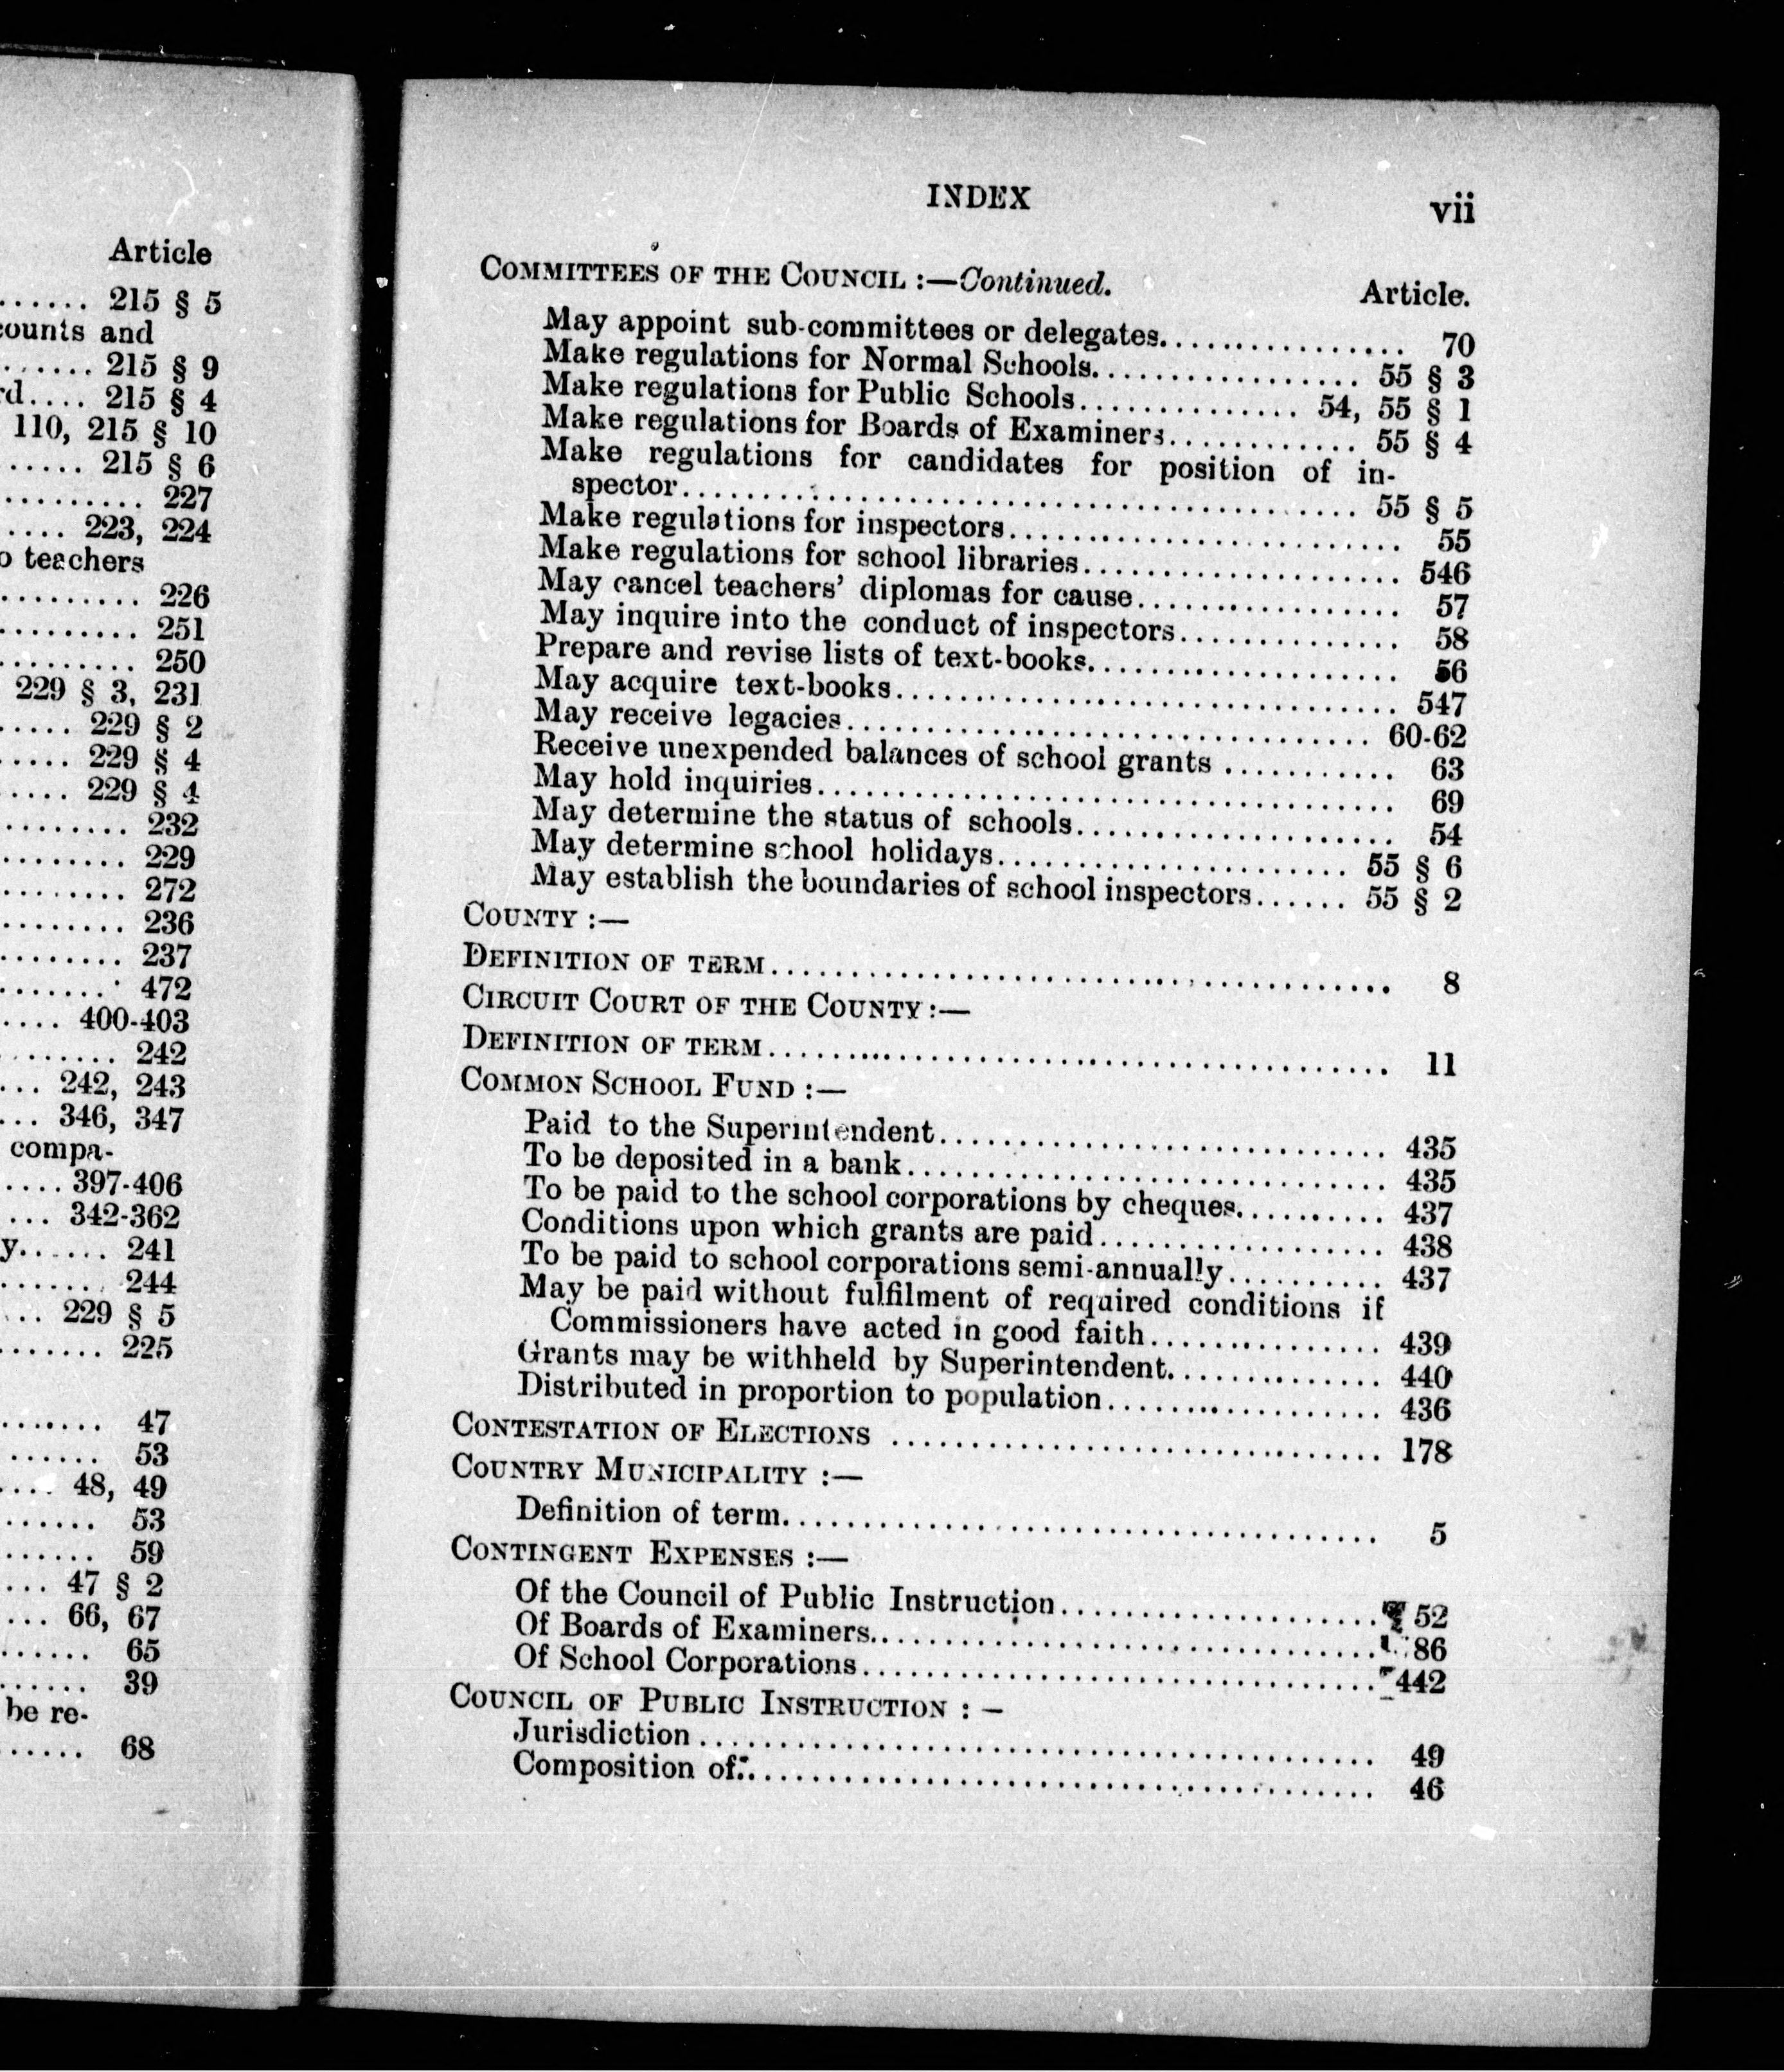 Article
...... 215 § 5
counts and
...... 215 § 9
rd.... 215 § 4
110, 215 § 10
..... 215 § 6
.......... 227
.... 223, 224
o teachers
......... 226
......... 251
......... 250
229 § 3, 231
..... 229 § 2
..... 229 § 4
..... 229 § 4
........ 232
........ 229
........ 272
........ 236
........ 237
....... 472
.... 400-403
........ 242
... 242, 243
... 346, 347
compa-
.... 397-406
... 342-362
y...... 241
....... 244
... 229 § 5
....... 225
....... 47
....... 53
.... 48, 49
....... 53
...... 59
... 47 § 2
... 66, 67
...... 65
...... 39
be re-
...... 68
INDEX vii
COMMITTEES OF THE COUNCIL :—Continued. Article.
May appoint sub-committees or delegates.................. 70
Make regulations for Normal Schools.................. 55 § 3
Make regulations for Public Schools.............. 54, 55 § 1
Make regulations for Boards of Examiners............ 55 § 4
Make regulations for candidates for position of in-
spector.......................................... 55 § 5
Make regulations for inspectors........................ 55
Make regulations for school libraries................... 546
May cancel teachers' diplomas for cause................ 57
May inquire into the conduct of inspectors.............. 58
Prepare and revise lists of text-books................... 56
May acquire text-books................................ 547
May receive legacies................................ 60-62
Receive unexpended balances of school grants ........... 63
May hold inquiries.................................... 69
May determine the status of schools.................... 54
May determine school holidays..................... 55 § 6
May establish the boundaries of school inspectors...... 55 § 2
COUNTY :—
DEFINITION OF TERM...................................... 8
CIRCUIT COURT OF THE COUNTY :—
DEFINITION OF TERM...................................... 11
COMMON SCHOOL FUND :—
Paid to the Superintendent............................ 435
To be deposited in a bank.............................. 435
To be paid to the school corporations by cheques.......... 437
Conditions upon which grants are paid.................. 438
To be paid to school corporations semi-annually.......... 437
May be paid without fulfilment of required conditions if
Commissioners have acted in good faith............... 439
Grants may be withheld by Superintendent.............. 440
Distributed in proportion to population................. 436
CONTESTATION OF ELECTIONS .............................. 178
COUNTRY MUNICIPALITY :—
Definition of term...................................... 5
CONTINGENT EXPENSES :—
Of the Council of Public Instruction.................... 52
Of Boards of Examiners................................ 86
Of School Corporations................................ 442
COUNCIL OF PUBLIC INSTRUCTION : —
Jurisdiction ......................................... 49
Composition of........................................ 46